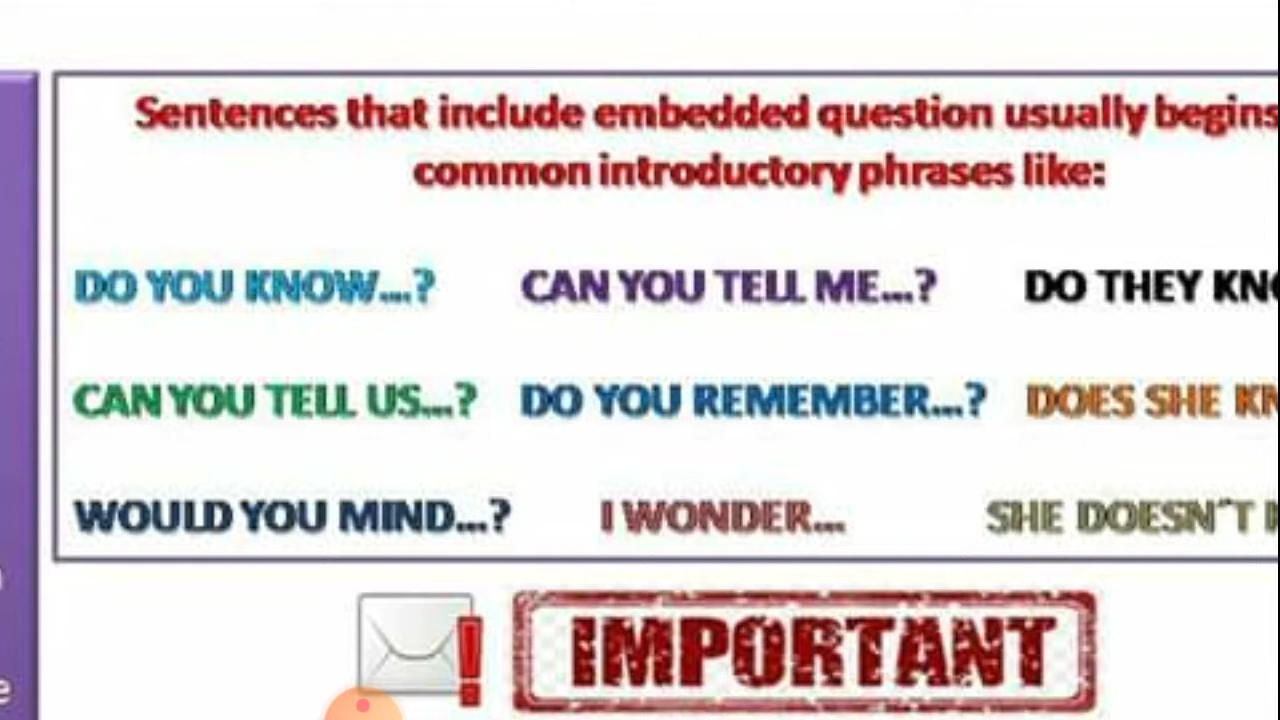 Sentences that include embedded question usually begins
common introductory phrases like:
DO YOU KNOW...? CAN YOU TELL ME...? DO THEY
CAN YOU TELL US...? DO YOU REMEMBER...? DOES SHE
WOULD YOU MIND...? I WONDER... SHE DOESN´T
IMPORTANT